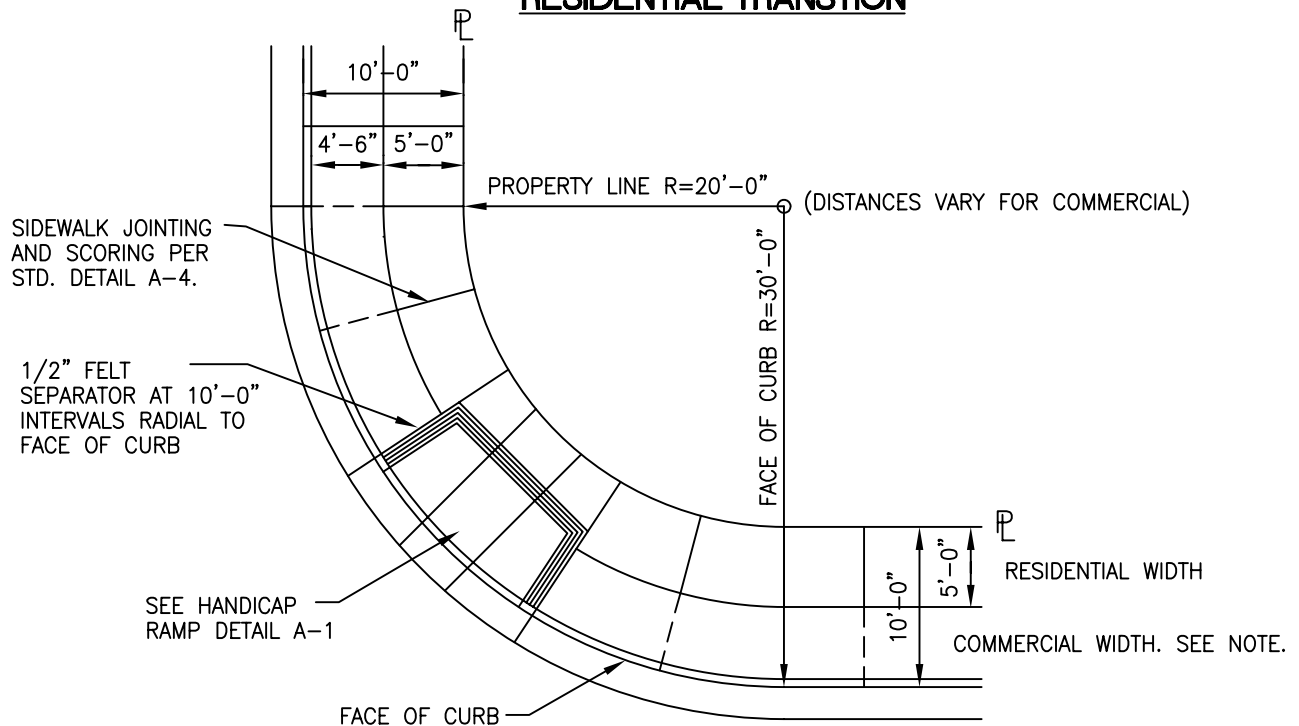 RESIDENTIAL TRANSTION
PL
10'-0"
4'-6"
5'-0"
PROPERTY LINE R=20'-0"
(DISTANCES VARY FOR COMMERCIAL)
SIDEWALK JOINTING
AND SCORING PER
STD. DETAIL A-4.
FACE OF CURB R=30'-0"
1/2" FELT
SEPARATOR AT 10'-0"
INTERVALS RADIAL TO
FACE OF CURB
PL
5'-0"
RESIDENTIAL WIDTH
10'-0"
SEE HANDICAP
RAMP DETAIL A-1
COMMERCIAL WIDTH. SEE NOTE.
FACE OF CURB